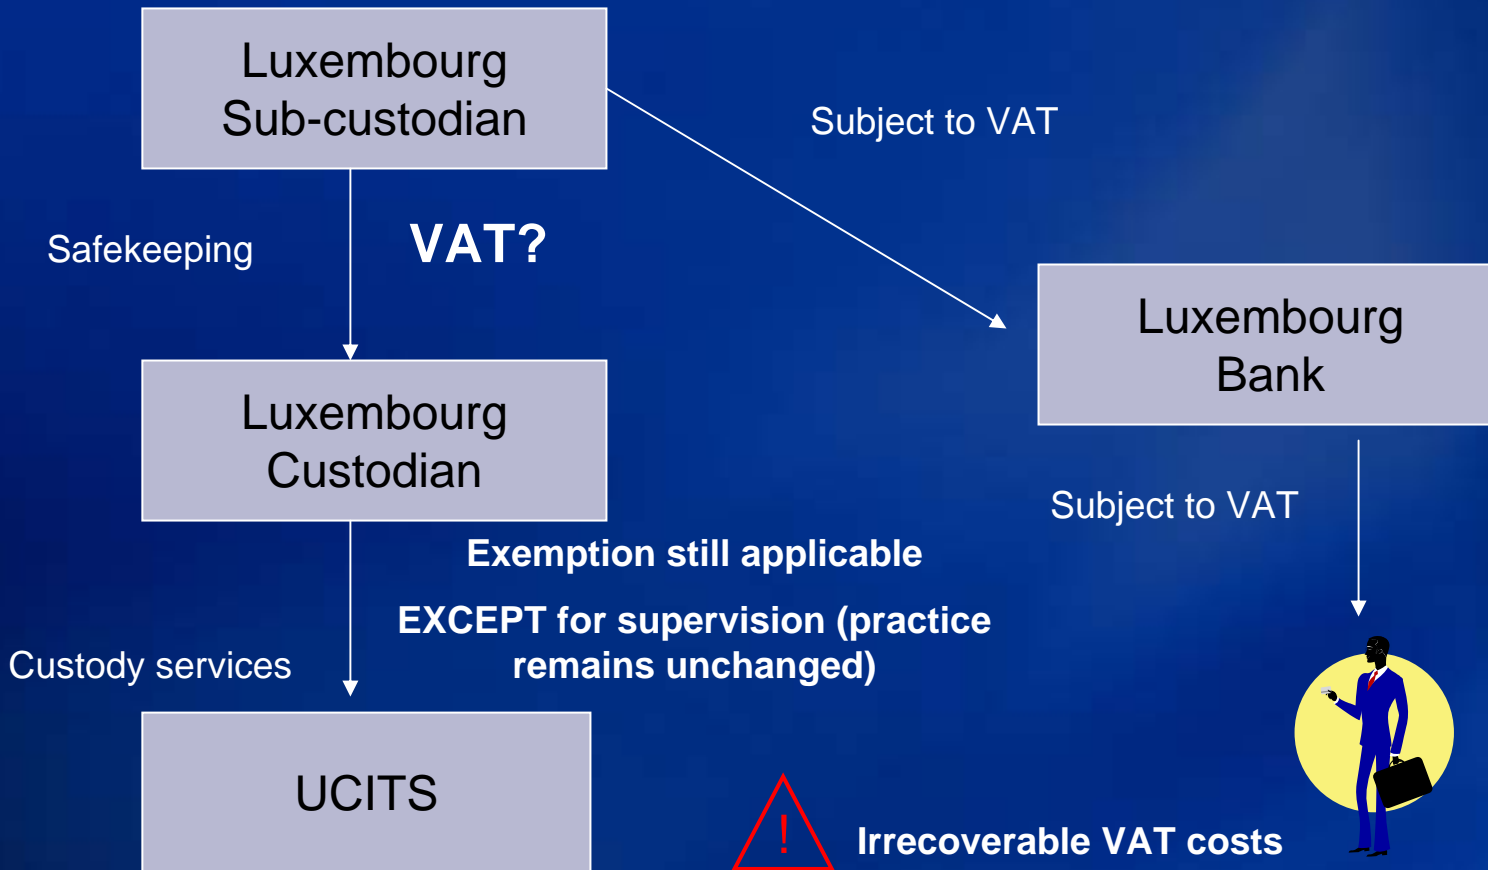 Luxembourg
Sub-custodian
Subject to VAT
Safekeeping
VAT?
Luxembourg
Bank
Luxembourg
Custodian
Subject to VAT
Exemption still applicable
EXCEPT for supervision (practice
remains unchanged)
Custody services
UCITS
!
Irrecoverable VAT costs